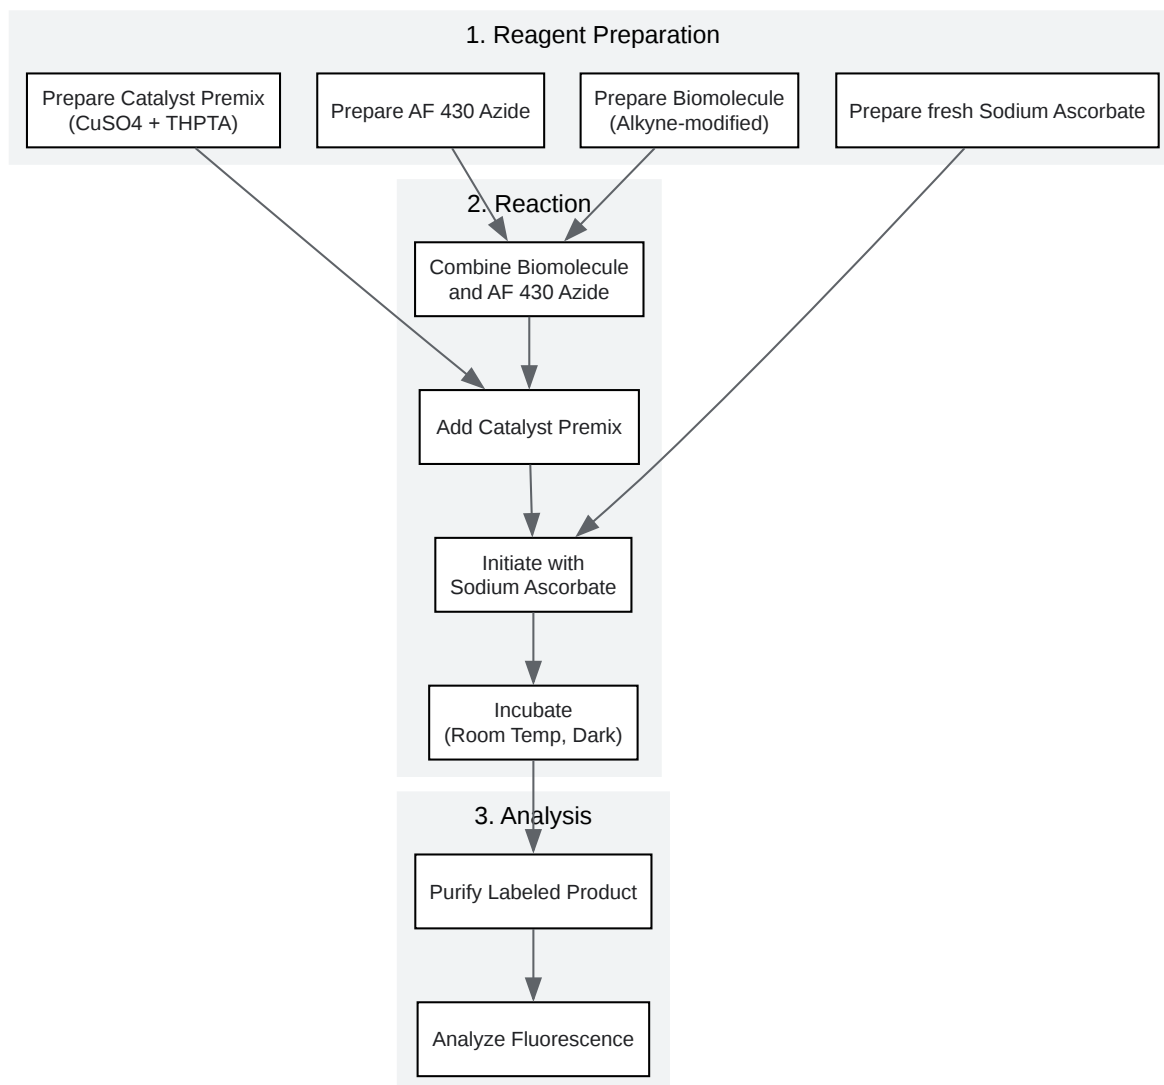 1. Reagent Preparation
Prepare Catalyst Premix
(CuSO4 + THPTA)
Prepare AF 430 Azide
Prepare Biomolecule
(Alkyne-modified)
Prepare fresh Sodium Ascorbate
2. Reaction
Combine Biomolecule
and AF 430 Azide
Add Catalyst Premix
Initiate with
Sodium Ascorbate
Incubate
(Room Temp, Dark)
3. Analysis
Purify Labeled Product
Analyze Fluorescence